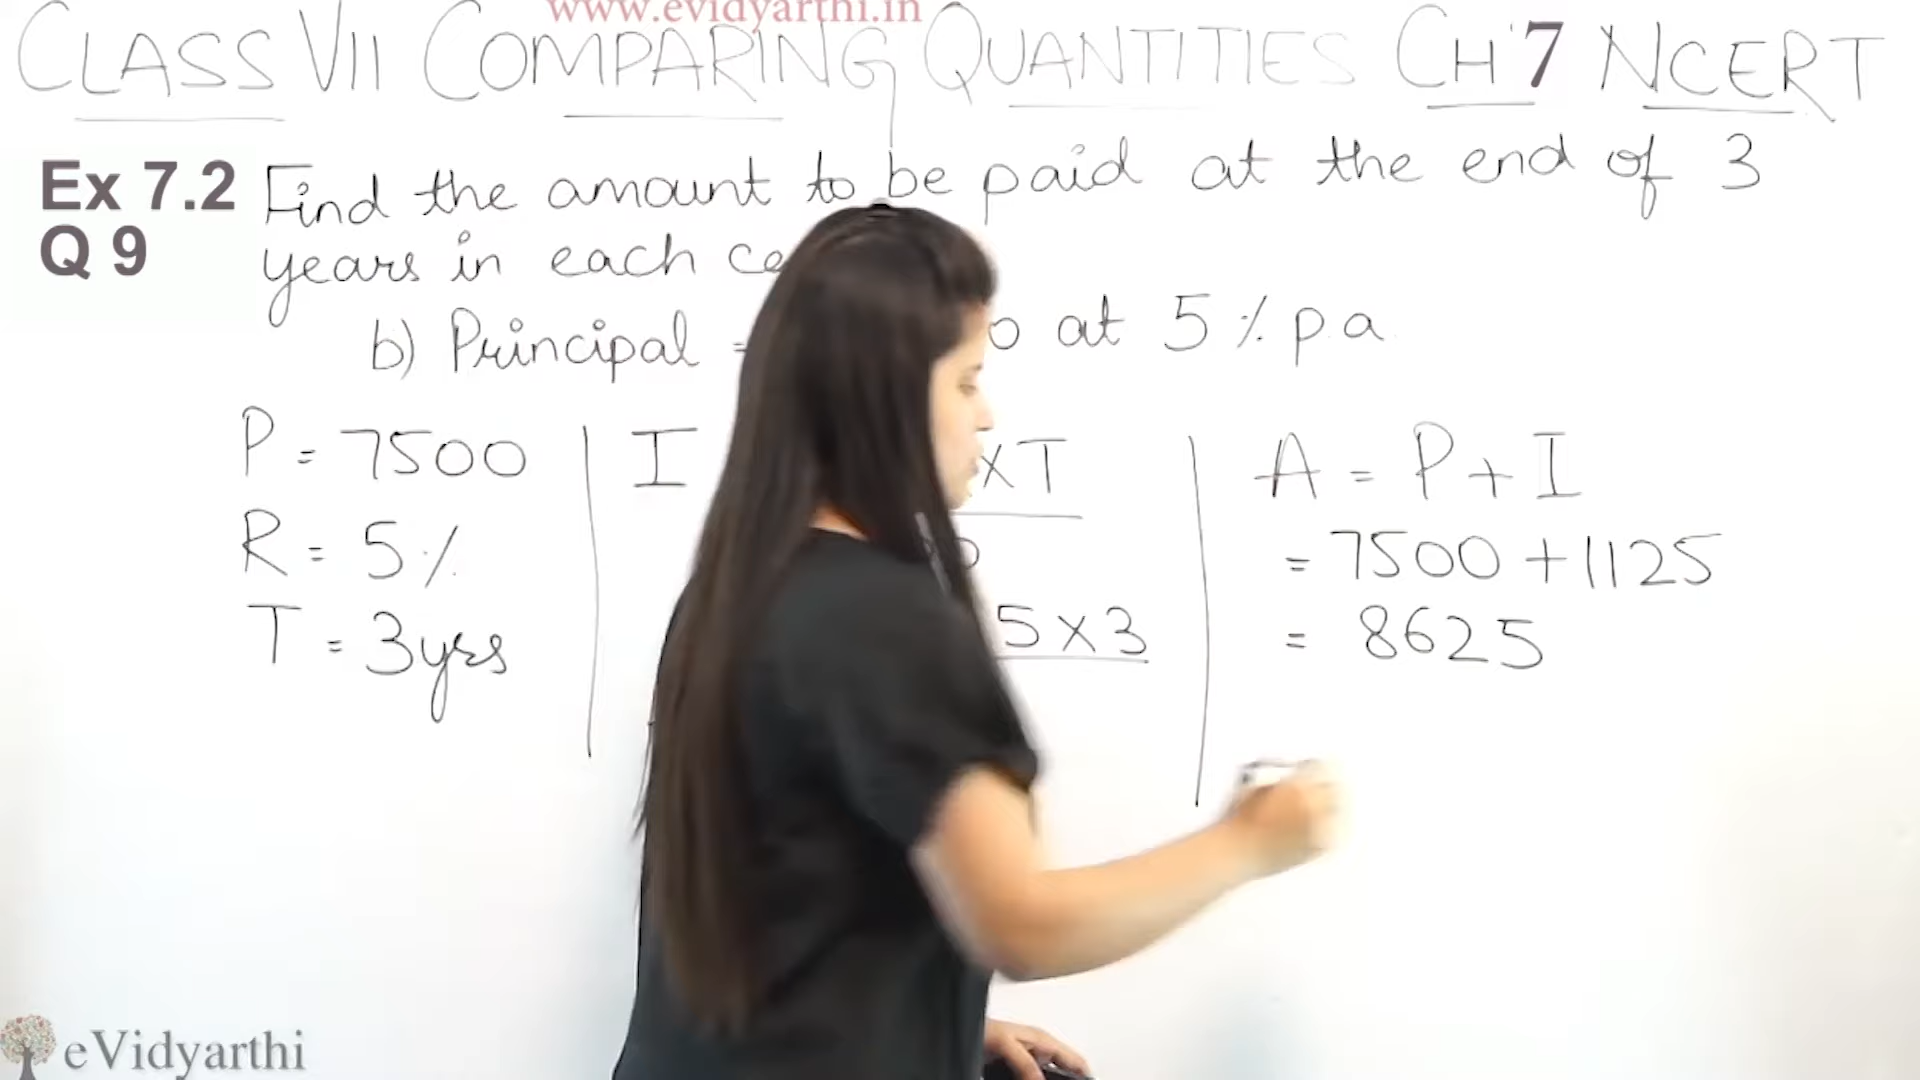 www.evidyarthi.in
CLASS VII COMPARING QUANTITIES CH 7 NCERT
Ex 7.2
Q 9
Find the amount to be paid at the end of 3
years in each
b) Principal = at 5 % p.a
P = 7500
R = 5 %
T = 3 yrs
I X T
5 X 3
A = P + I
= 7500 + 1125
= 8625
eVidyarthi